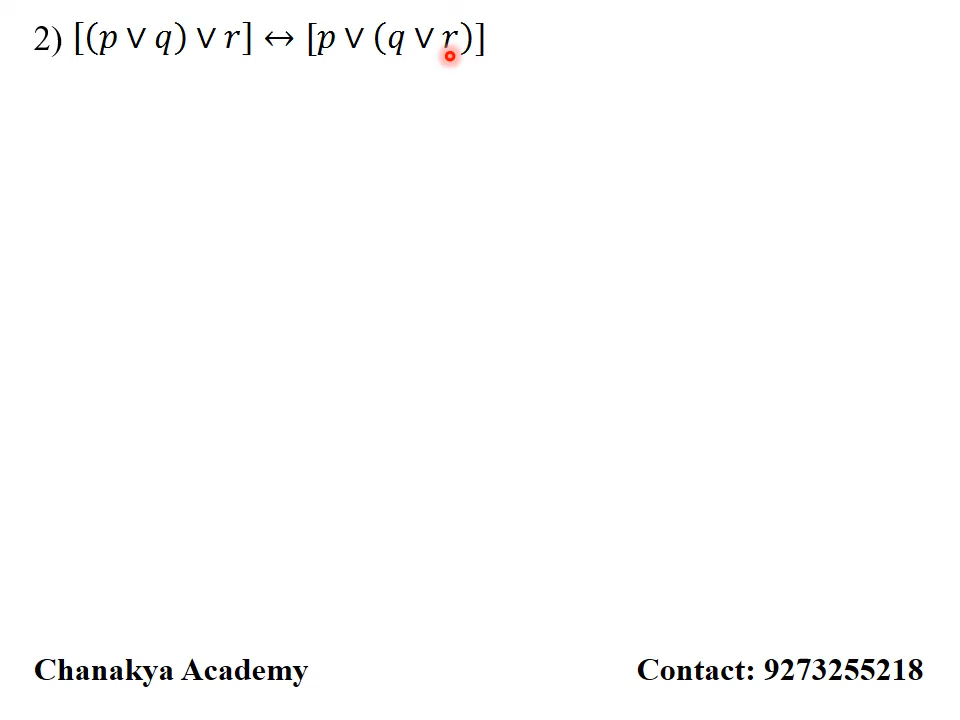 2) [(p ∨ q) ∨ r] ↔ [p ∨ (q ∨ r)]
Chanakya Academy
Contact: 9273255218